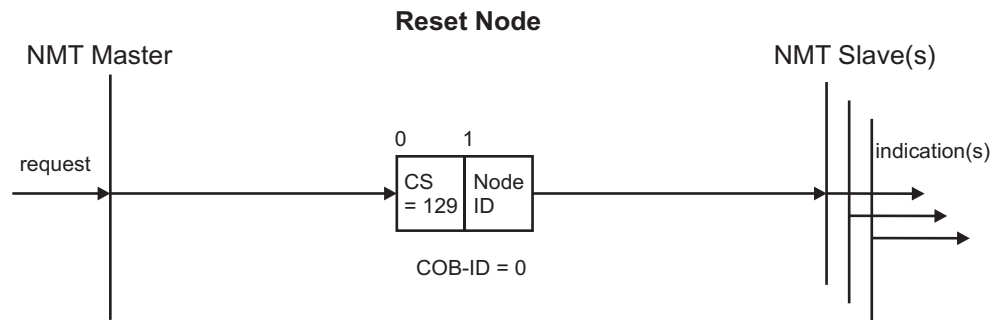 Reset Node
NMT Master
NMT Slave(s)
0 1
request
indication(s)
CS
= 129
Node
ID
COB-ID = 0